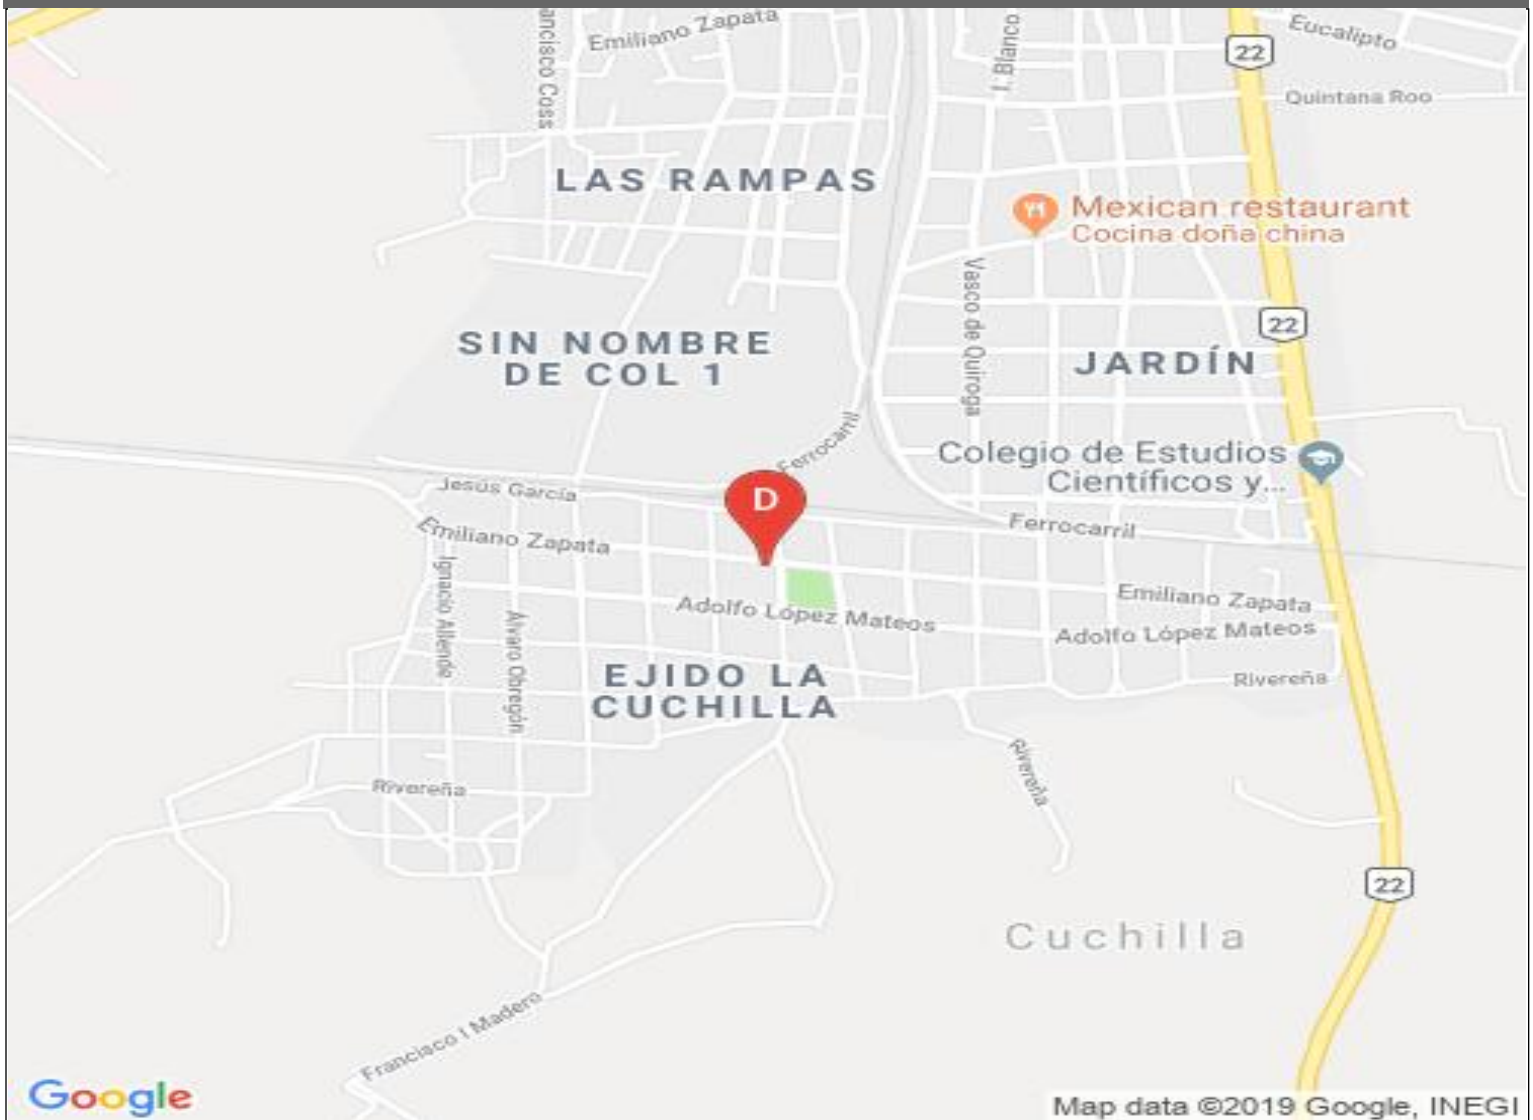 Emiliano Zapata
ancisco Coss
I. Blanco
22
Eucalipto
Quintana Roo
LAS RAMPAS
Mexican restaurant
Cocina doña china
Vasco de Quiroga
22
SIN NOMBRE
DE COL 1
JARDÍN
Ferrocarril
Colegio de Estudios
Científicos y...
Jesús García
D
Ferrocarril
Emiliano Zapata
Ignacio Allende
Álvaro Obregón
Adolfo López Mateos
Emiliano Zapata
Adolfo López Mateos
EJIDO LA
CUCHILLA
Rivereña
Rivereña
Rivereña
22
Cuchilla
Francisco I Madero
Google
Map data ©2019 Google, INEGI